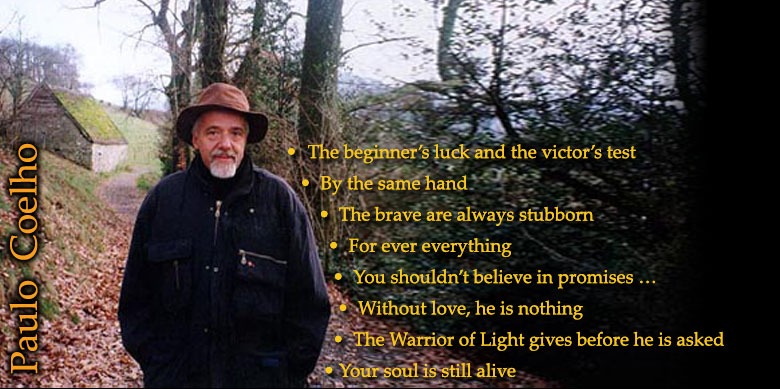 Paulo Coelho
• The beginner's luck and the victor's test
• By the same hand
• The brave are always stubborn
• For ever everything
• You shouldn't believe in promises …
• Without love, he is nothing
• The Warrior of Light gives before he is asked
• Your soul is still alive